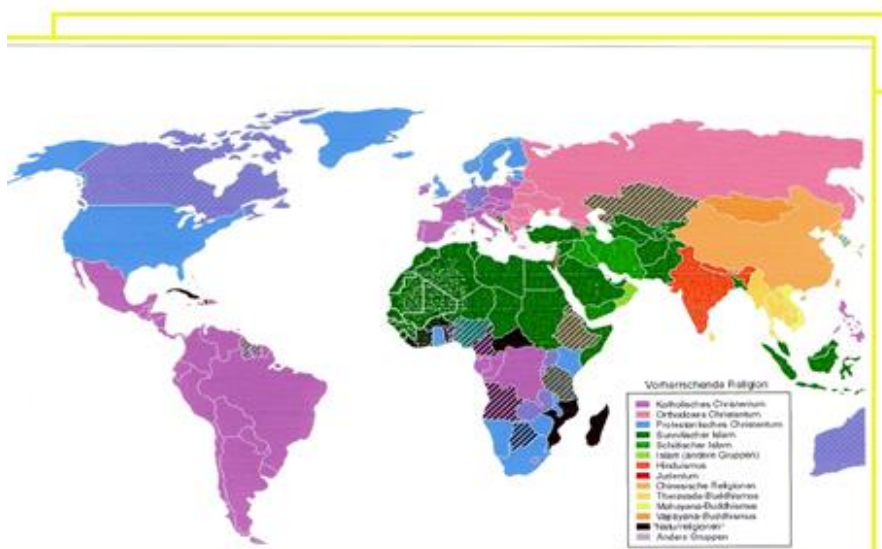 Vorherrschende Religion
Katholisches Christentum
Orthodoxes Christentum
Protestantisches Christentum
Sunnitischer Islam
Schiitischer Islam
Islam (andere Gruppen)
Hinduismus
Judentum
Chinesische Religionen
Theravada-Buddhismus
Mahayana-Buddhismus
Vajrayana-Buddhismus
"Naturreligionen"
Andere Gruppen